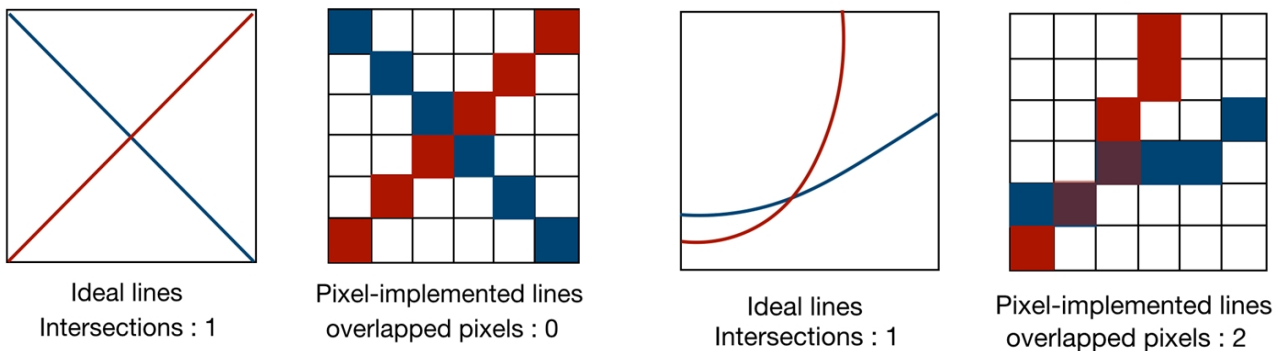 Ideal lines
Intersections : 1
Pixel-implemented lines
overlapped pixels : 0
Ideal lines
Intersections : 1
Pixel-implemented lines
overlapped pixels : 2